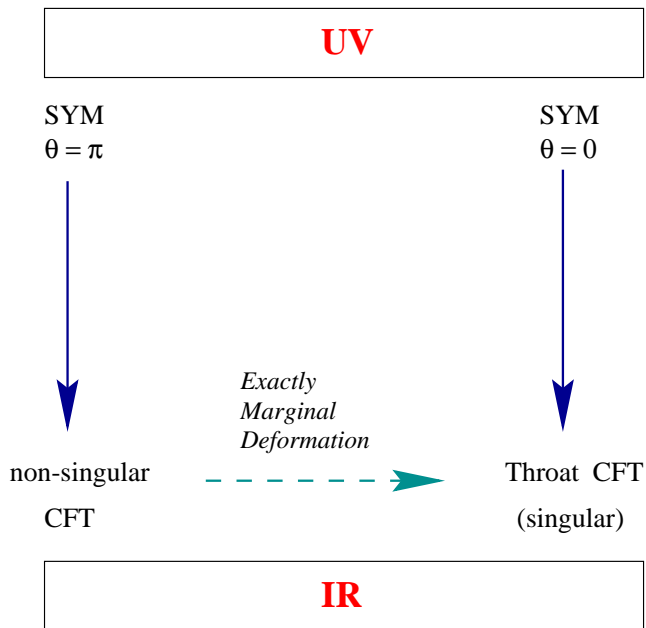 UV
SYM
θ = π
SYM
θ = 0
Exactly
Marginal
Deformation
non-singular
CFT
Throat CFT
(singular)
IR